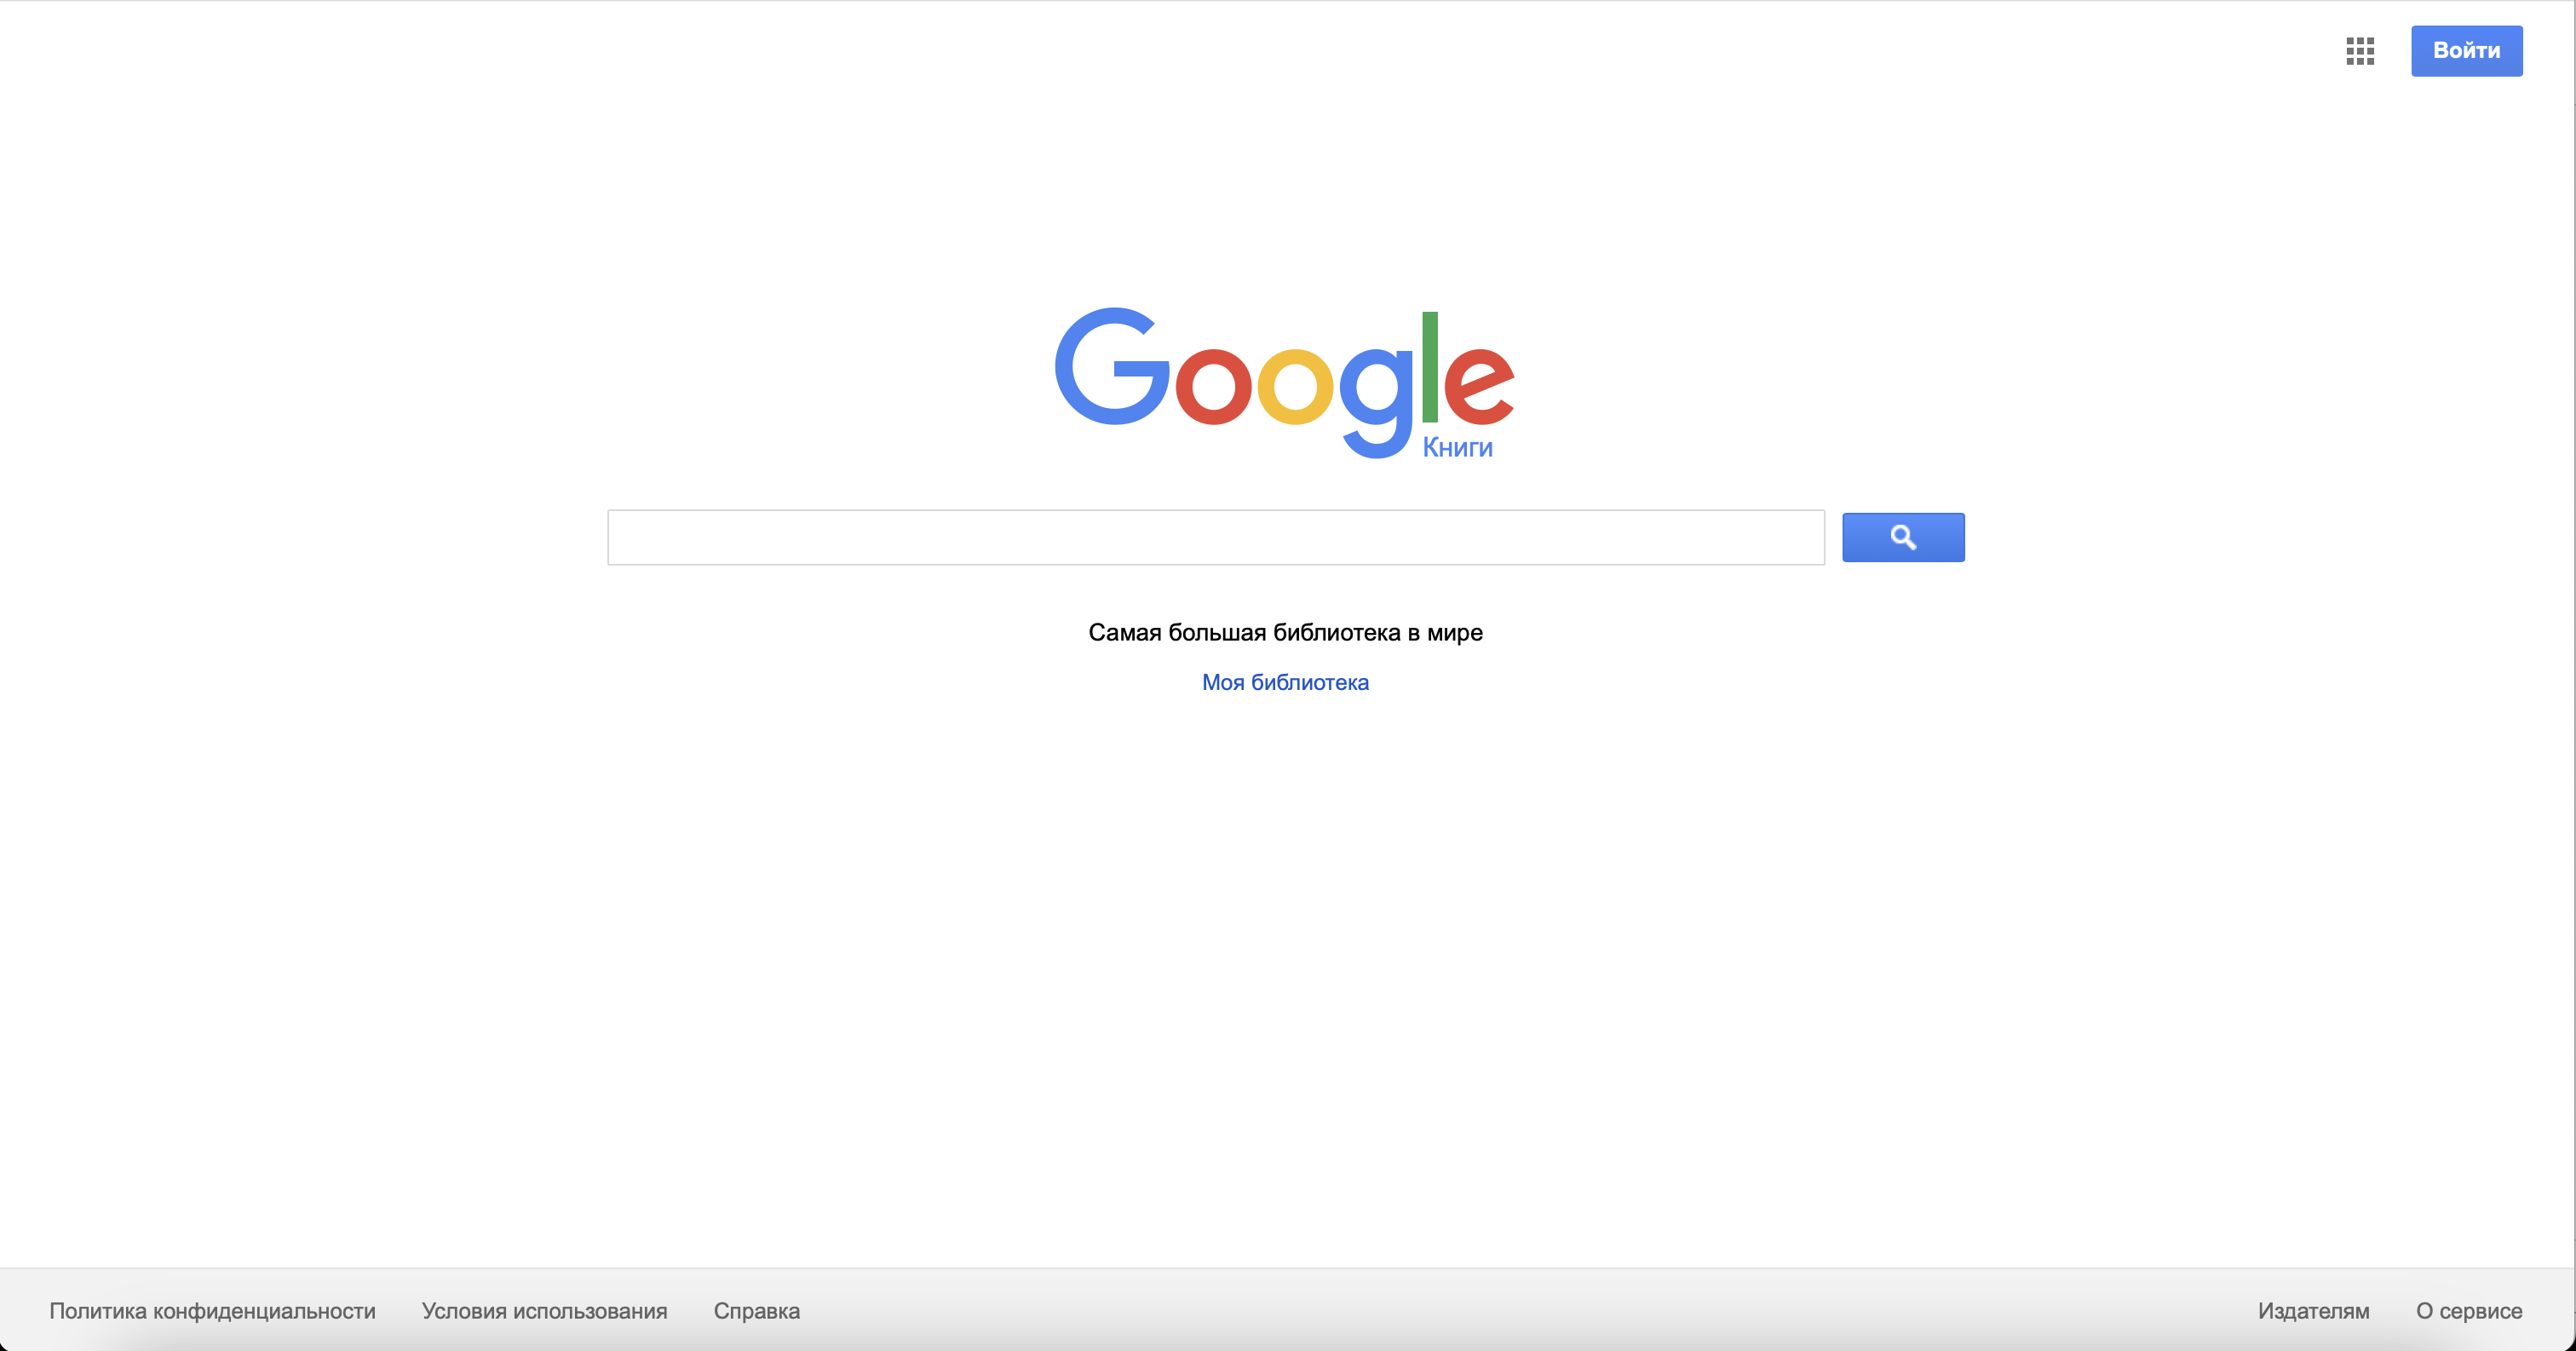 Войти
Google
Книги
Самая большая библиотека в мире
Моя библиотека
Политика конфиденциальности Условия использования Справка Издателям О сервисе